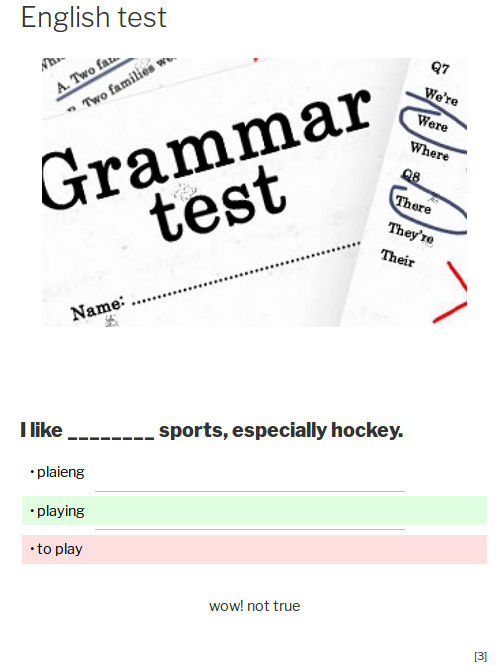 English test
A. Two fam
Two families we
Grammar
test
Name:
Q7
We're
Were
Where
Q8
There
They're
Their
I like ________ sports, especially hockey.
• plaieng
• playing
• to play
wow! not true
[3]